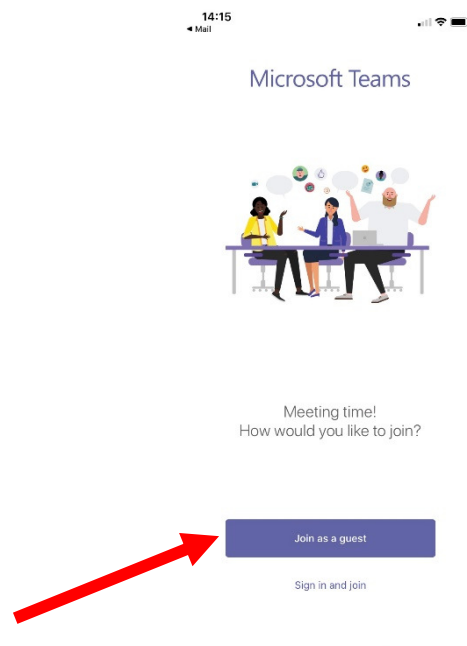 14:15
◄ Mail
Microsoft Teams
Meeting time!
How would you like to join?
Join as a guest
Sign in and join